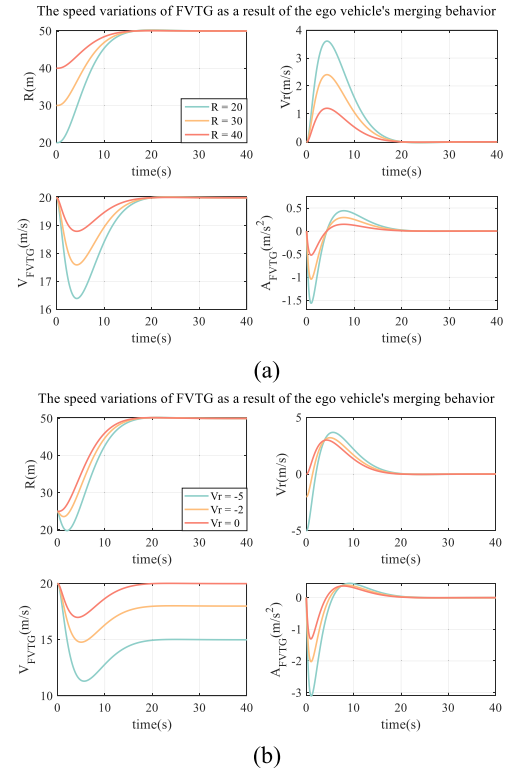 The speed variations of FVTG as a result of the ego vehicle's merging behavior
50
40
30
20
R(m)
0 10 20 30 40
time(s)
R = 20
R = 30
R = 40
4
3
2
1
0
Vr(m/s)
0 10 20 30 40
time(s)
20
19
18
17
16
V_FVTG(m/s)
0 10 20 30 40
time(s)
0.5
0
-0.5
-1
-1.5
A_FVTG(m/s²)
0 10 20 30 40
time(s)
(a)
The speed variations of FVTG as a result of the ego vehicle's merging behavior
50
40
30
20
R(m)
0 10 20 30 40
time(s)
Vr = -5
Vr = -2
Vr = 0
5
0
-5
Vr(m/s)
0 10 20 30 40
time(s)
20
15
10
V_FVTG(m/s)
0 10 20 30 40
time(s)
0
-1
-2
-3
A_FVTG(m/s²)
0 10 20 30 40
time(s)
(b)